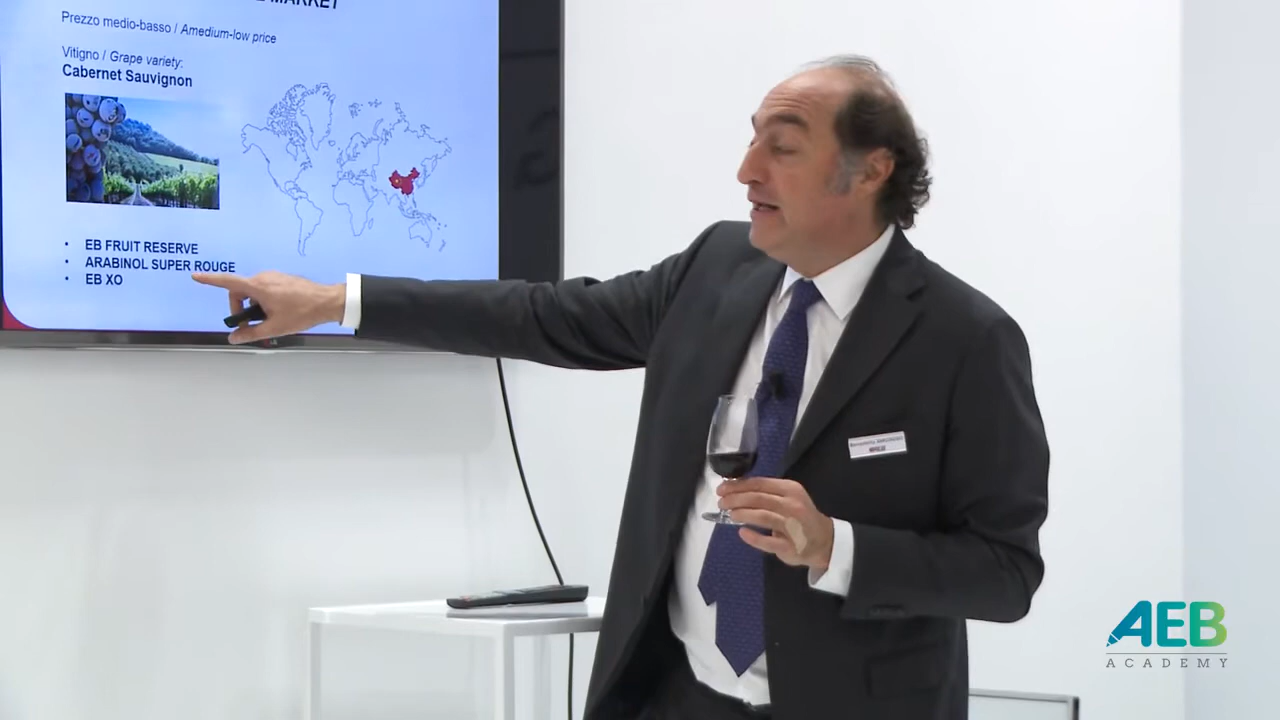 MARKET
Prezzo medio-basso / Amedium-low price
Vitigno / Grape variety:
Cabernet Sauvignon
• EB FRUIT RESERVE
• ARABINOL SUPER ROUGE
• EB XO
AEB
ACADEMY